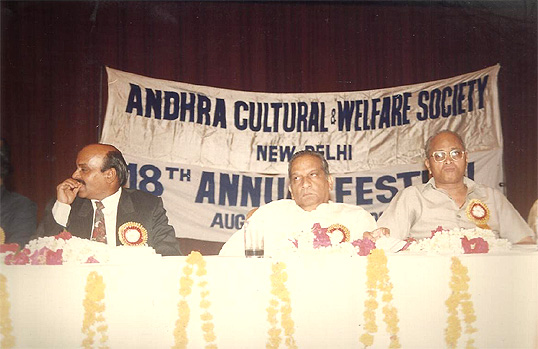 ANDHRA CULTURAL & WELFARE SOCIETY
NEW-DELHI
18TH ANNU FESTI
AUG